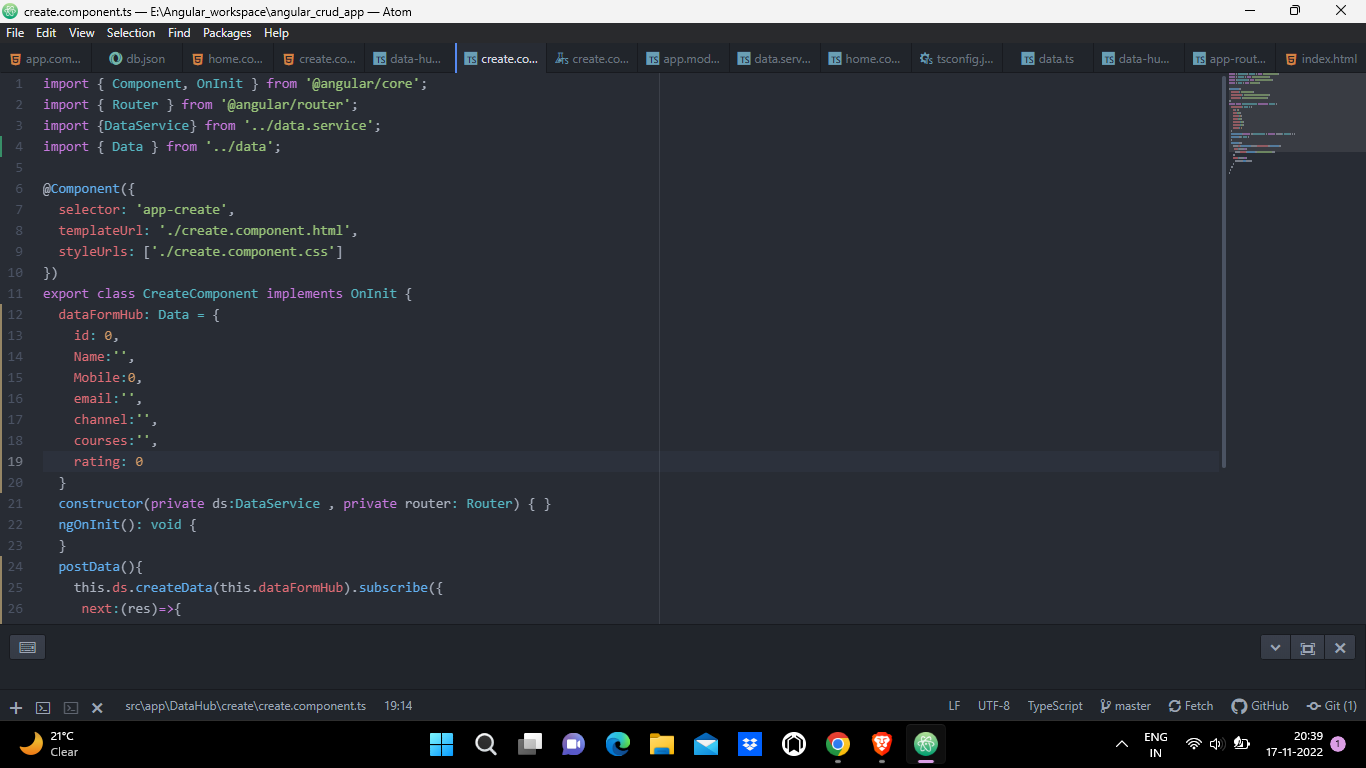 create.component.ts — E:\Angular_workspace\angular_crud_app — Atom
File Edit View Selection Find Packages Help
app.com... db.json home.co... create.co... data-hu... create.co... create.co... app.mod... data.serv... home.co... tsconfig.j... data.ts data-hu... app-rout... index.html
1 import { Component, OnInit } from '@angular/core';
2 import { Router } from '@angular/router';
3 import {DataService} from '../data.service';
4 import { Data } from '../data';
5
6 @Component({
7 selector: 'app-create',
8 templateUrl: './create.component.html',
9 styleUrls: ['./create.component.css']
10 })
11 export class CreateComponent implements OnInit {
12 dataFormHub: Data = {
13 id: 0,
14 Name:'',
15 Mobile:0,
16 email:'',
17 channel:'',
18 courses:'',
19 rating: 0
20 }
21 constructor(private ds:DataService , private router: Router) { }
22 ngOnInit(): void {
23 }
24 postData(){
25 this.ds.createData(this.dataFormHub).subscribe({
26 next:(res)=>{
src\app\DataHub\create\create.component.ts 19:14 LF UTF-8 TypeScript master Fetch GitHub Git (1)
21°C
Clear
ENG
IN
20:39
17-11-2022
1